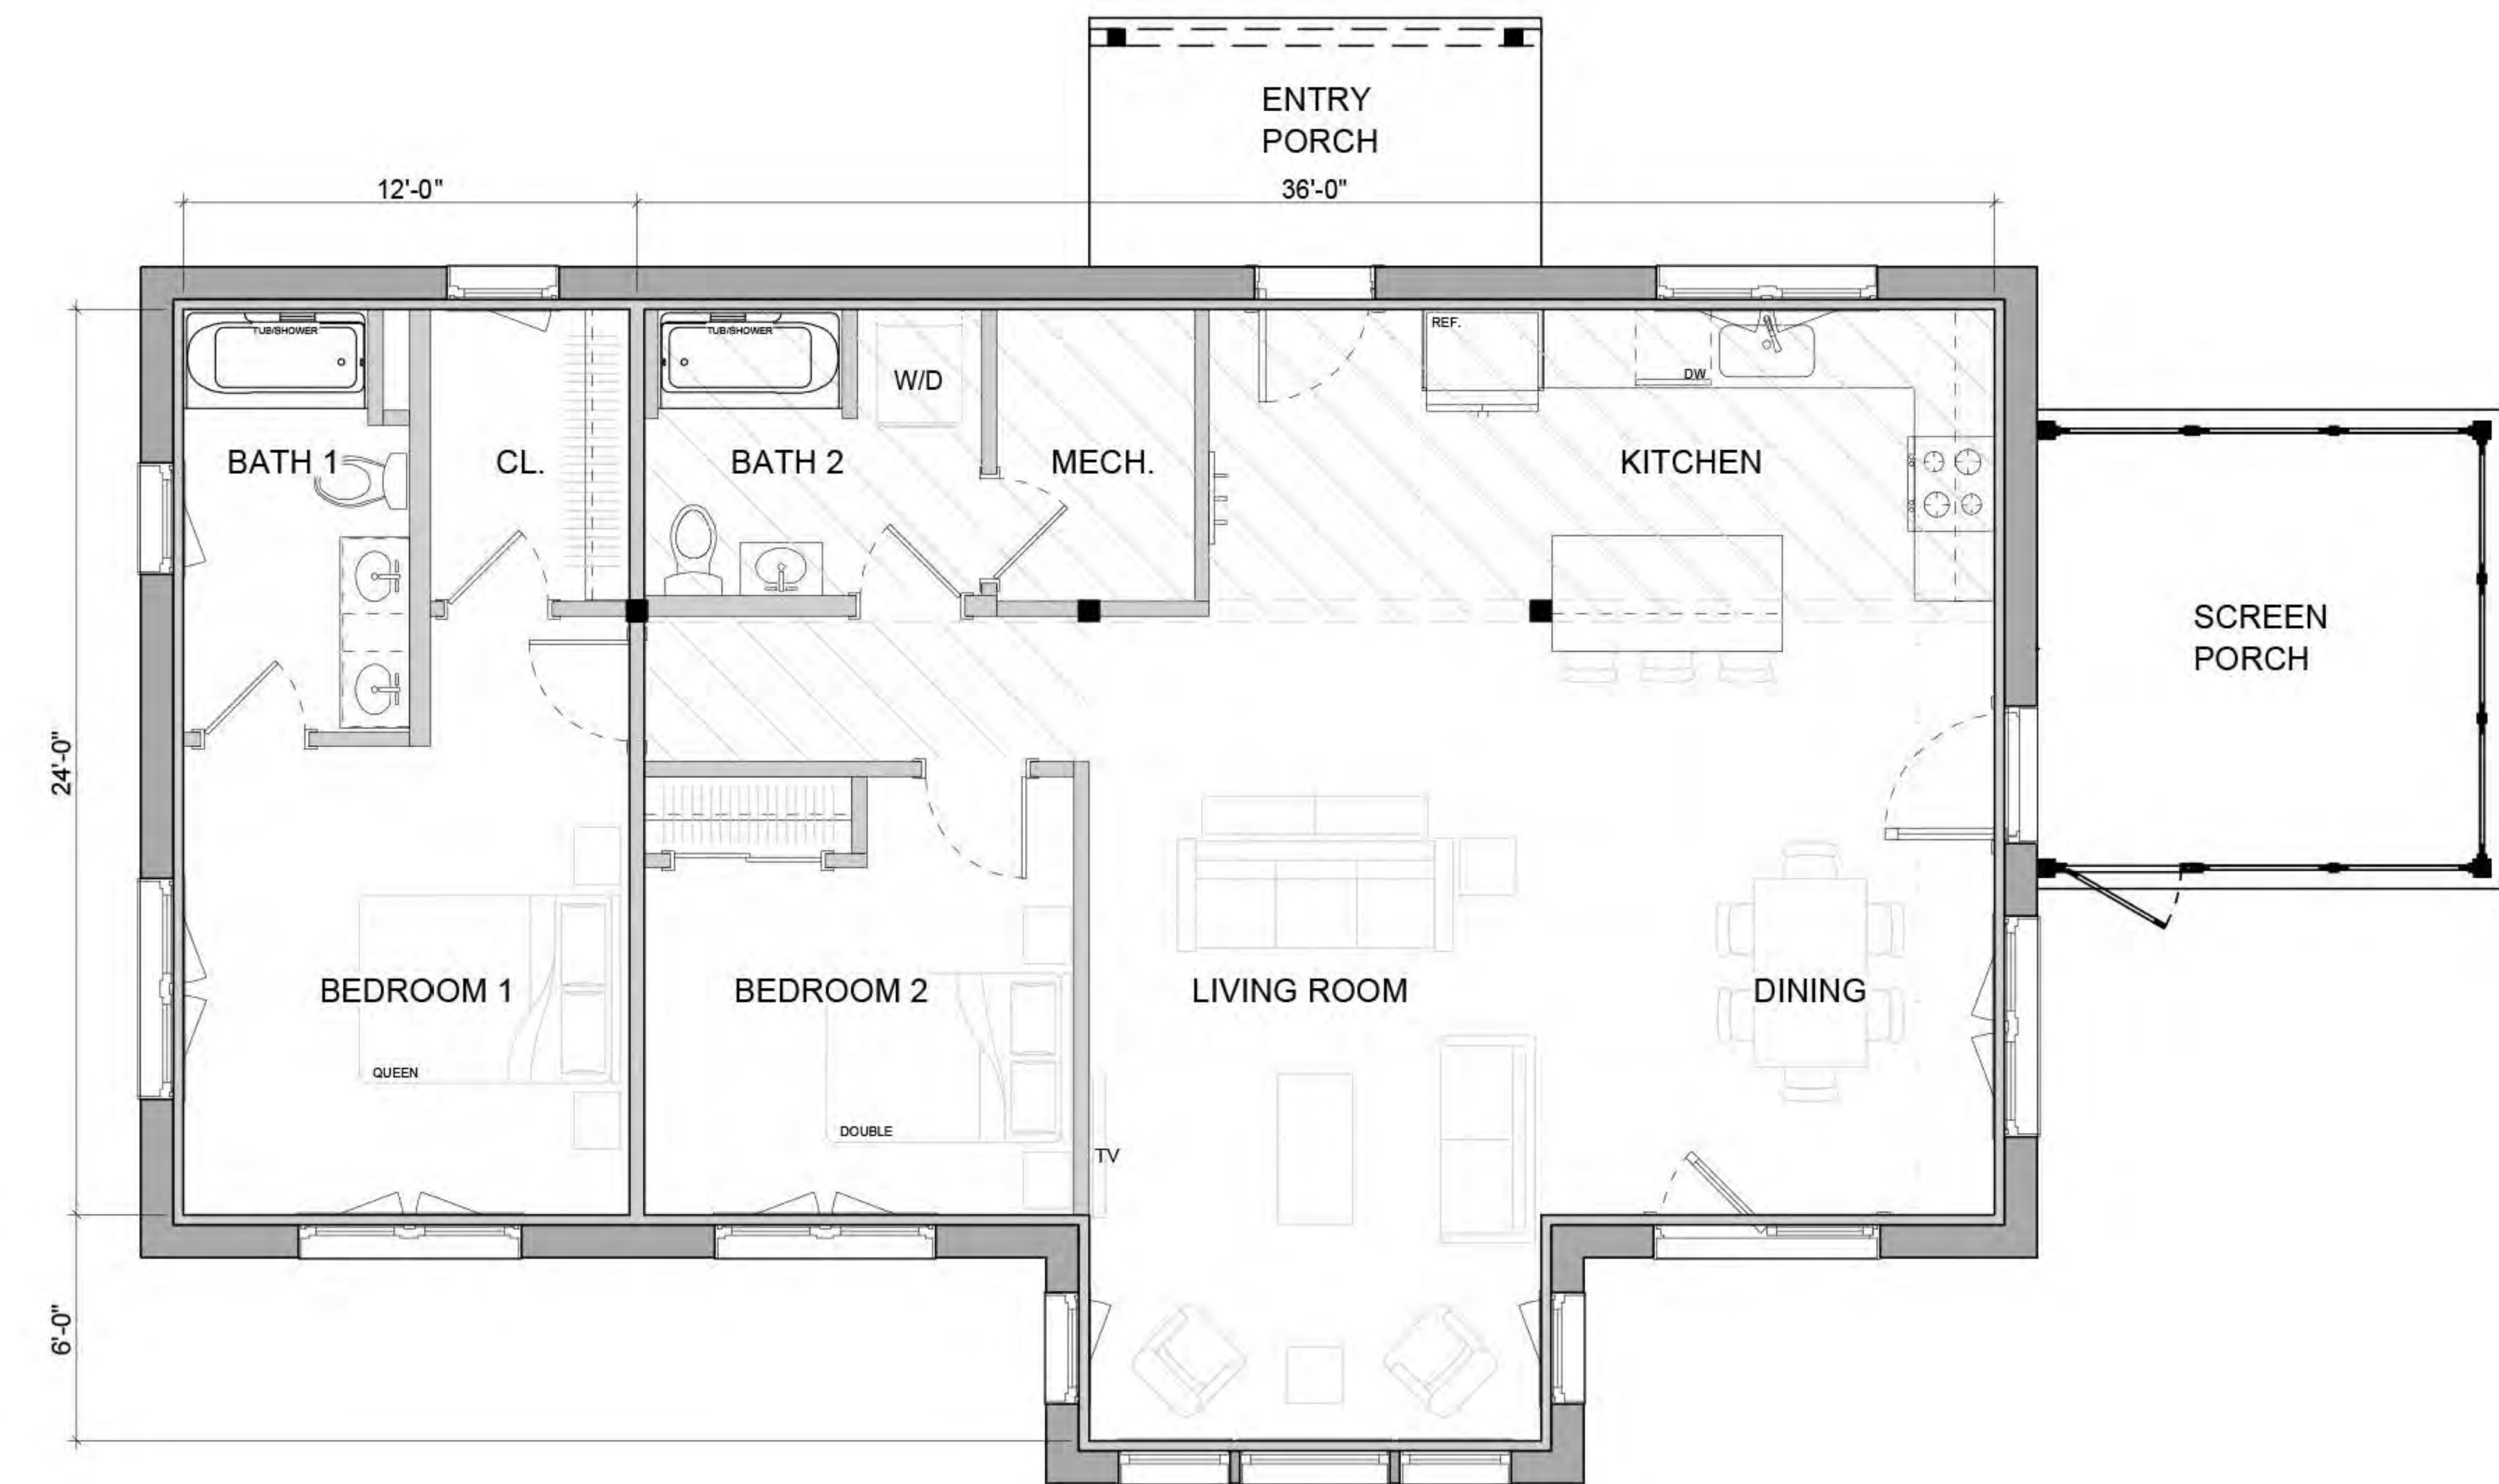 ENTRY
PORCH
12'-0"
36'-0"
TUB/SHOWER
TUB/SHOWER
REF.
W/D
DW
BATH 1
CL.
BATH 2
MECH.
KITCHEN
SCREEN
PORCH
24'-0"
BEDROOM 1
BEDROOM 2
LIVING ROOM
DINING
QUEEN
DOUBLE
TV
6'-0"